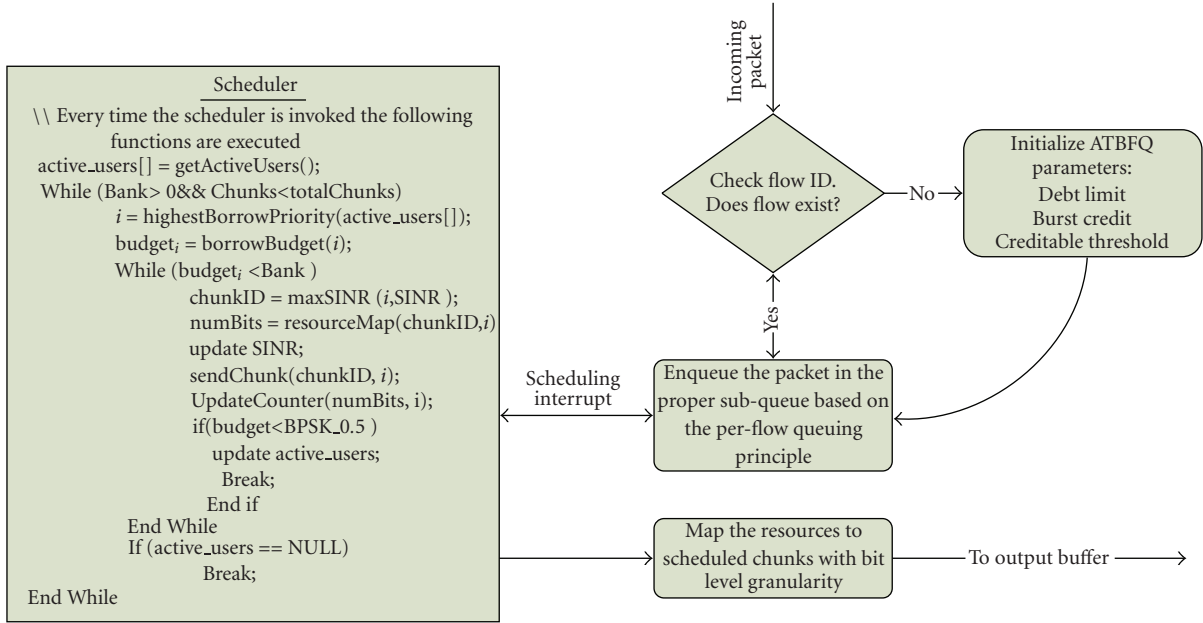 Scheduler
\\ Every time the scheduler is invoked the following
functions are executed
active_users[] = getActiveUsers();
While (Bank> 0&& Chunks<totalChunks)
i = highestBorrowPriority(active_users[]);
budgetᵢ = borrowBudget(i);
While (budgetᵢ <Bank )
chunkID = maxSINR (i,SINR );
numBits = resourceMap(chunkID,i)
update SINR;
sendChunk(chunkID, i);
UpdateCounter(numBits, i);
if(budget<BPSK_0.5 )
update active_users;
Break;
End if
End While
If (active_users == NULL)
Break;
End While
Incoming
packet
Check flow ID.
Does flow exist?
No
Initialize ATBFQ
parameters:
Debt limit
Burst credit
Creditable threshold
Yes
Scheduling
interrupt
Enqueue the packet in the
proper sub-queue based on
the per-flow queuing
principle
Map the resources to
scheduled chunks with bit
level granularity
To output buffer